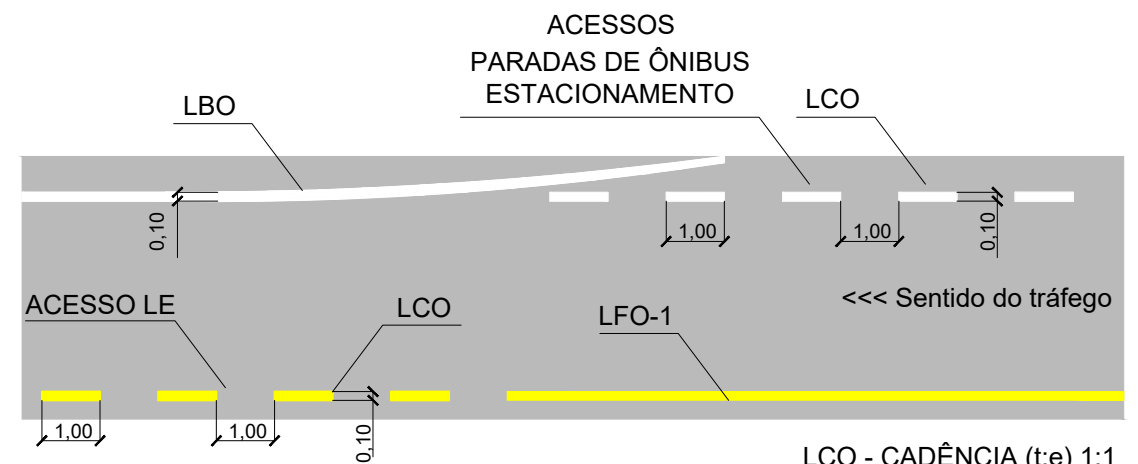 ACESSOS
PARADAS DE ÔNIBUS
ESTACIONAMENTO
LBO
LCO
0,10
1,00
1,00
0,10
<<< Sentido do tráfego
ACESSO LE
LCO
LFO-1
1,00
1,00
0,10
LCO - CADÊNCIA (t:e) 1:1